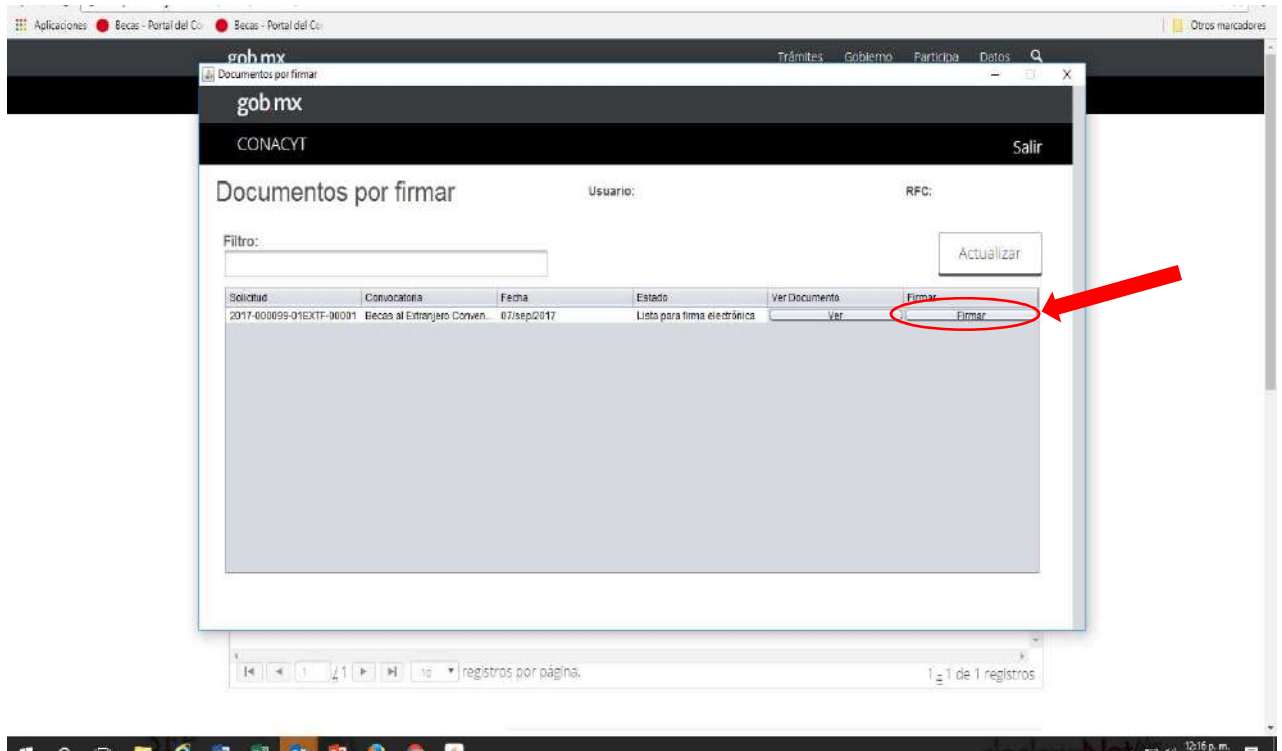 Aplicaciones Becas - Portal del Co Becas - Portal del Co Otros marcadores
gob mx Trámites Gobierno Participa Datos
Documentos por firmar
gob mx
CONACYT Salir
Documentos por firmar Usuario: RFC:
Filtro:
Actualizar
Solicitud Convocatoria Fecha Estado Ver Documento Firmar
2017-000099-01EXTF-00001 Becas al Extranjero Conven... 07/sep/2017 Lista para firma electrónica Ver Firmar
1 / 1 10 registros por página. 1 - 1 de 1 registros
12:16 p. m.